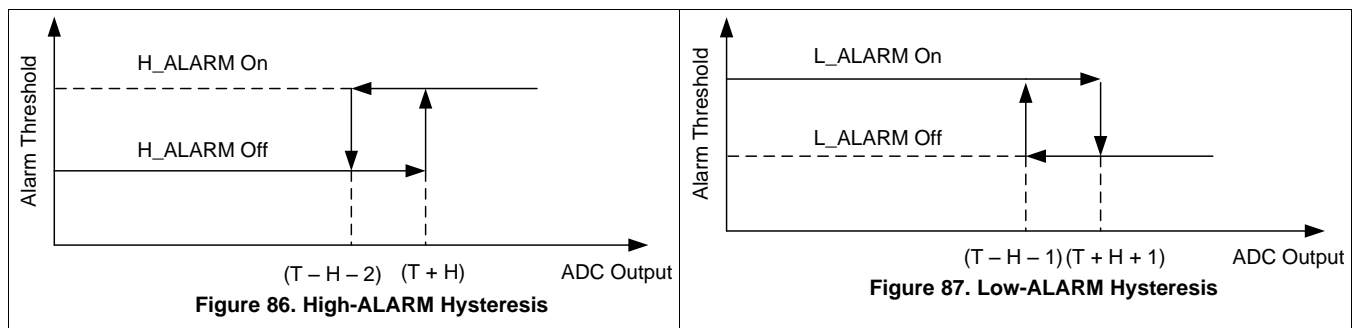 Alarm Threshold
H_ALARM On
H_ALARM Off
(T – H – 2)
(T + H)
ADC Output
Figure 86. High-ALARM Hysteresis
Alarm Threshold
L_ALARM On
L_ALARM Off
(T – H – 1)
(T + H + 1)
ADC Output
Figure 87. Low-ALARM Hysteresis